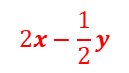 2x − 1/2 y